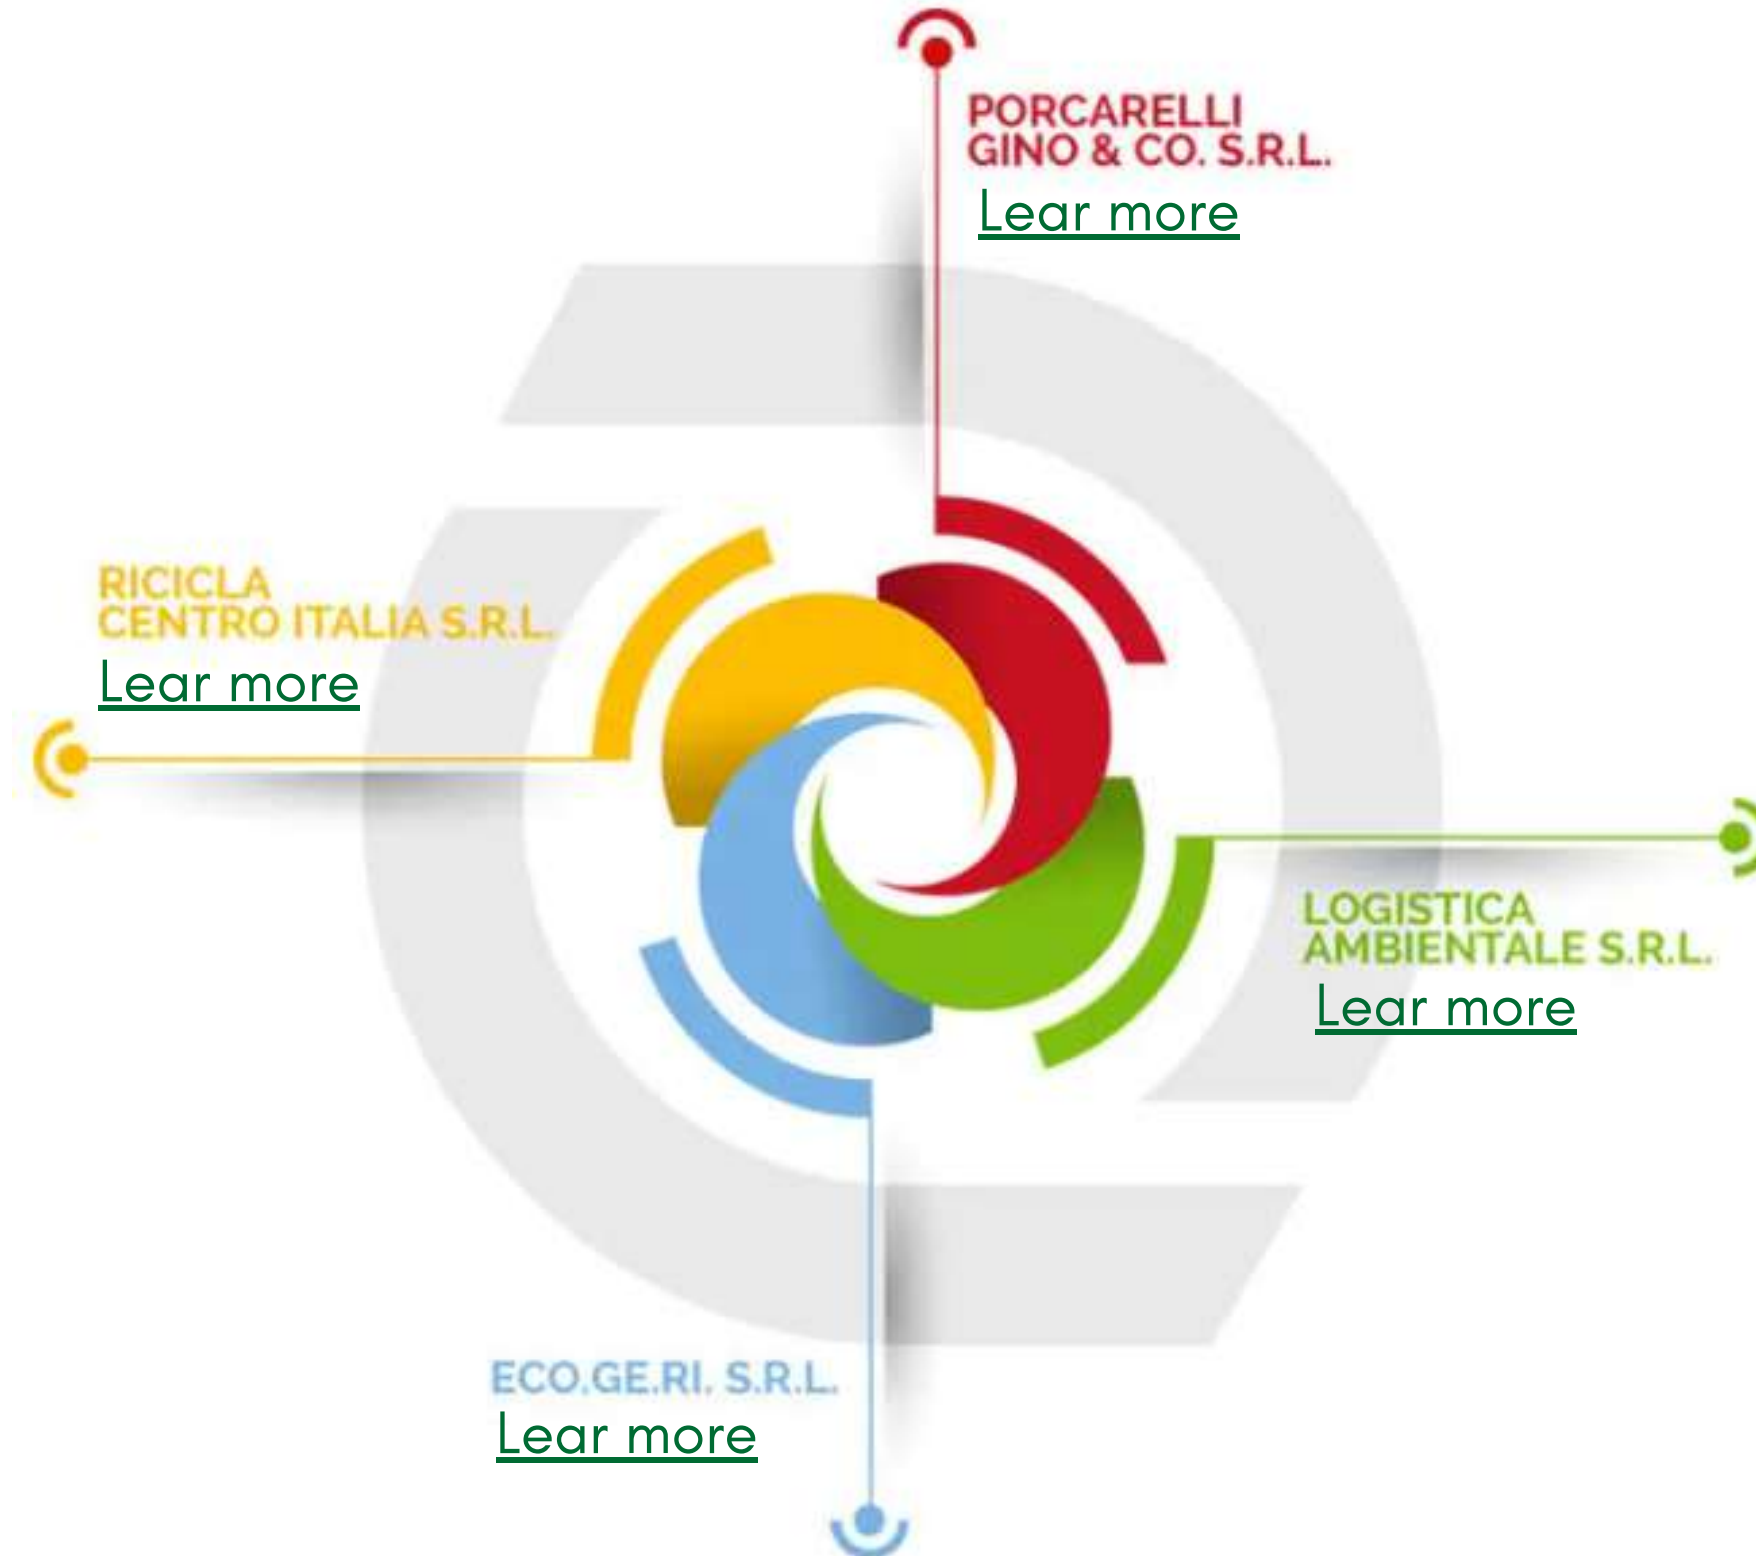 PORCARELLI
GINO & CO. S.R.L.
Lear more
RICICLA
CENTRO ITALIA S.R.L.
Lear more
LOGISTICA
AMBIENTALE S.R.L.
Lear more
ECO.GE.RI. S.R.L.
Lear more